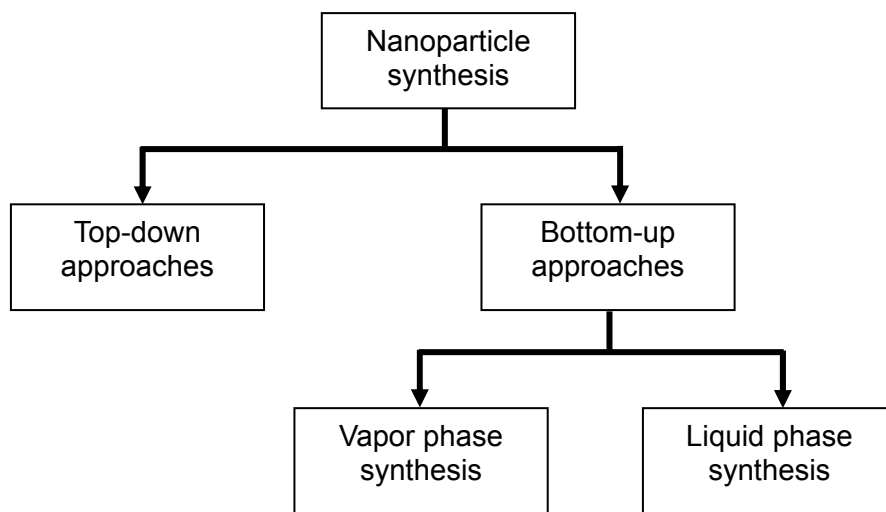 Nanoparticle
synthesis
Top-down
approaches
Bottom-up
approaches
Vapor phase
synthesis
Liquid phase
synthesis